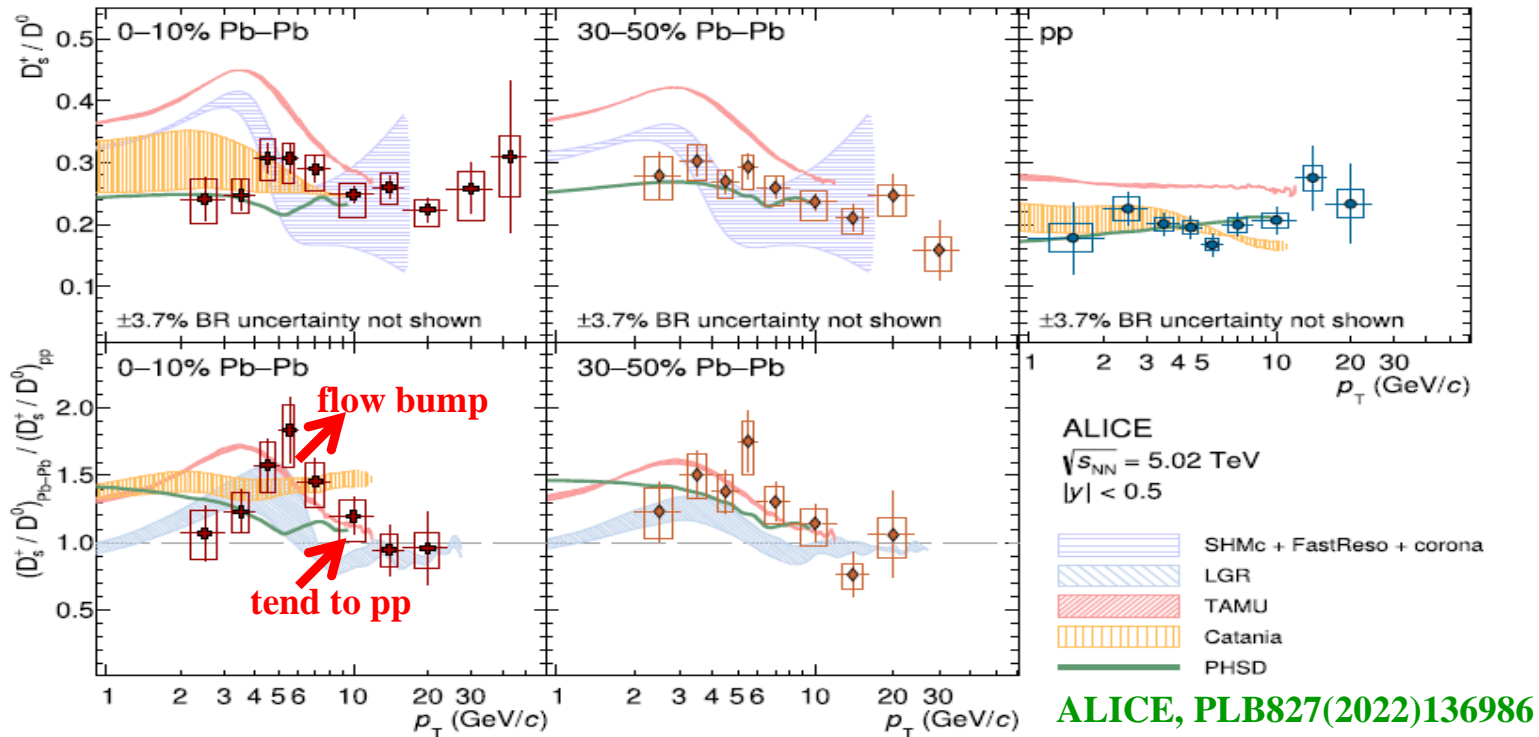 D_s^+ / D^0
0–10% Pb–Pb
30–50% Pb–Pb
pp
0.5
0.4
0.3
0.2
0.1
±3.7% BR uncertainty not shown
±3.7% BR uncertainty not shown
±3.7% BR uncertainty not shown
1 2 3 4 5 6 10 20 30
p_T (GeV/c)
(D_s^+ / D^0)_Pb–Pb / (D_s^+ / D^0)_pp
0–10% Pb–Pb
30–50% Pb–Pb
2.0
1.5
1.0
0.5
flow bump
tend to pp
1 2 3 4 5 6 10 20 30
p_T (GeV/c)
1 2 3 4 5 6 10 20 30
p_T (GeV/c)
ALICE
√s_NN = 5.02 TeV
|y| < 0.5
SHMc + FastReso + corona
LGR
TAMU
Catania
PHSD
ALICE, PLB827(2022)136986